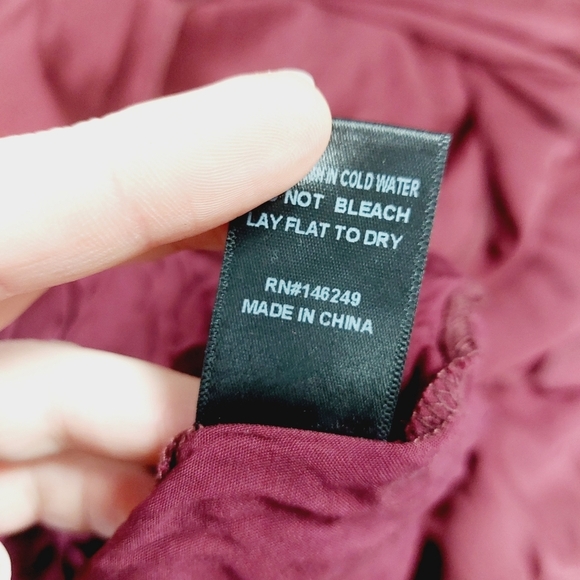 IN COLD WATER
NOT BLEACH
LAY FLAT TO DRY
RN#146249
MADE IN CHINA